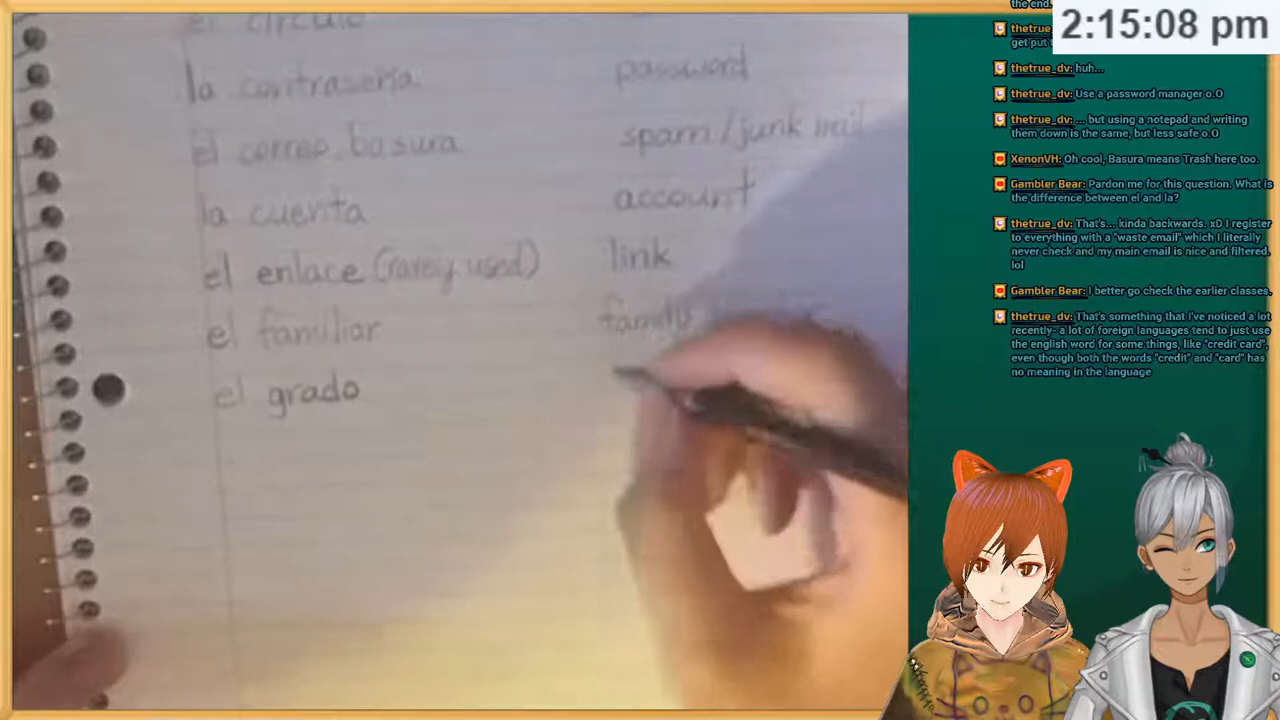 el círculo
la contraseña password
el correo basura spam/junk mail
la cuenta account
el enlace (rarely used) link
el familiar family
el grado
2:15:08 pm
the end.
thetrue_
get put
thetrue_dv: huh...
thetrue_dv: Use a password manager o.O
thetrue_dv: ... but using a notepad and writing
them down is the same, but less safe o.O
XenonVH: Oh cool, Basura means Trash here too.
Gambler Bear: Pardon me for this question. What is
the difference between el and la?
thetrue_dv: That's... kinda backwards. xD I register
to everything with a "waste email" which I literally
never check and my main email is nice and filtered.
lol
Gambler Bear: I better go check the earlier classes.
thetrue_dv: That's something that I've noticed a lot
recently- a lot of foreign languages tend to just use
the english word for some things, like "credit card",
even though both the words "credit" and "card" has
no meaning in the language